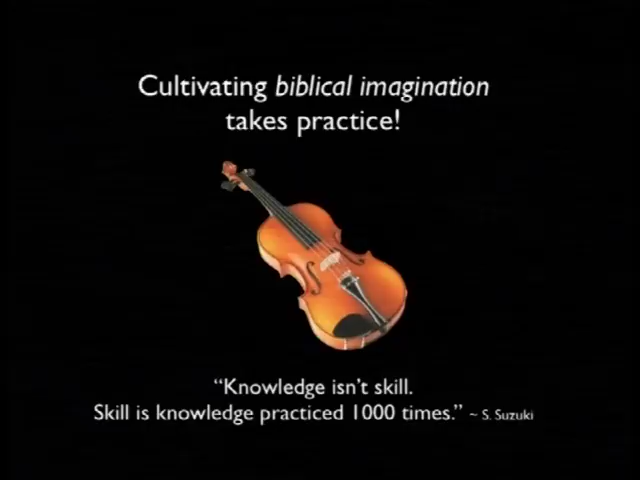 Cultivating biblical imagination
takes practice!
“Knowledge isn’t skill.
Skill is knowledge practiced 1000 times.” ~ S. Suzuki